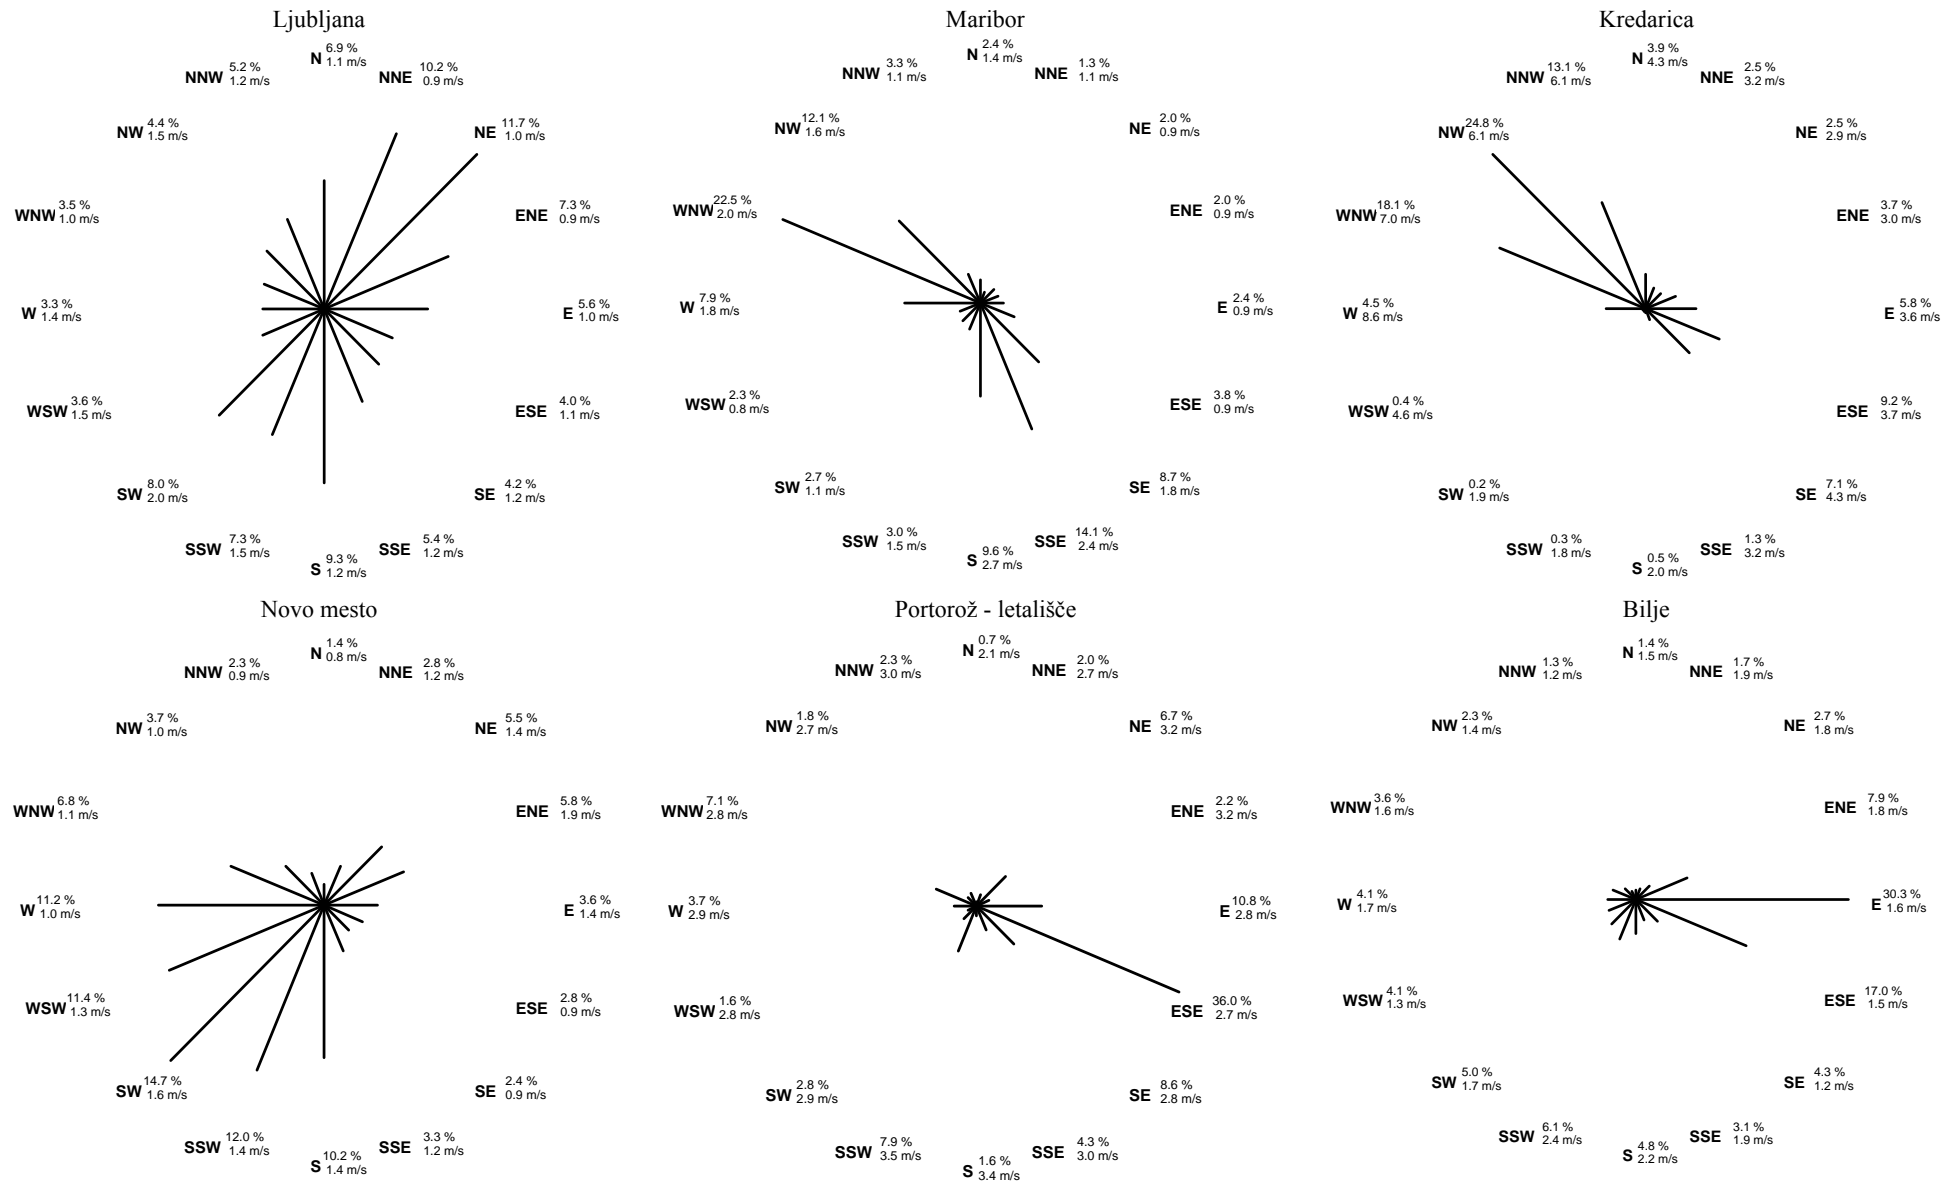 Ljubljana
N 6.9 %
1.1 m/s
NNE 10.2 %
0.9 m/s
NE 11.7 %
1.0 m/s
ENE 7.3 %
0.9 m/s
E 5.6 %
1.0 m/s
ESE 4.0 %
1.1 m/s
SE 4.2 %
1.2 m/s
SSE 5.4 %
1.2 m/s
S 9.3 %
1.2 m/s
SSW 7.3 %
1.5 m/s
SW 8.0 %
2.0 m/s
WSW 3.6 %
1.5 m/s
W 3.3 %
1.4 m/s
WNW 3.5 %
1.0 m/s
NW 4.4 %
1.5 m/s
NNW 5.2 %
1.2 m/s
Maribor
N 2.4 %
1.4 m/s
NNE 1.3 %
1.1 m/s
NE 2.0 %
0.9 m/s
ENE 2.0 %
0.9 m/s
E 2.4 %
0.9 m/s
ESE 3.8 %
0.9 m/s
SE 8.7 %
1.8 m/s
SSE 14.1 %
2.4 m/s
S 9.6 %
2.7 m/s
SSW 3.0 %
1.5 m/s
SW 2.7 %
1.1 m/s
WSW 2.3 %
0.8 m/s
W 7.9 %
1.8 m/s
WNW 22.5 %
2.0 m/s
NW 12.1 %
1.6 m/s
NNW 3.3 %
1.1 m/s
Kredarica
N 3.9 %
4.3 m/s
NNE 2.5 %
3.2 m/s
NE 2.5 %
2.9 m/s
ENE 3.7 %
3.0 m/s
E 5.8 %
3.6 m/s
ESE 9.2 %
3.7 m/s
SE 7.1 %
4.3 m/s
SSE 1.3 %
3.2 m/s
S 0.5 %
2.0 m/s
SSW 0.3 %
1.8 m/s
SW 0.2 %
1.9 m/s
WSW 0.4 %
4.6 m/s
W 4.5 %
8.6 m/s
WNW 18.1 %
7.0 m/s
NW 24.8 %
6.1 m/s
NNW 13.1 %
6.1 m/s
Novo mesto
N 1.4 %
0.8 m/s
NNE 2.8 %
1.2 m/s
NE 5.5 %
1.4 m/s
ENE 5.8 %
1.9 m/s
E 3.6 %
1.4 m/s
ESE 2.8 %
0.9 m/s
SE 2.4 %
0.9 m/s
SSE 3.3 %
1.2 m/s
S 10.2 %
1.4 m/s
SSW 12.0 %
1.4 m/s
SW 14.7 %
1.6 m/s
WSW 11.4 %
1.3 m/s
W 11.2 %
1.0 m/s
WNW 6.8 %
1.1 m/s
NW 3.7 %
1.0 m/s
NNW 2.3 %
0.9 m/s
Portorož - letališče
N 0.7 %
2.1 m/s
NNE 2.0 %
2.7 m/s
NE 6.7 %
3.2 m/s
ENE 2.2 %
3.2 m/s
E 10.8 %
2.8 m/s
ESE 36.0 %
2.7 m/s
SE 8.6 %
2.8 m/s
SSE 4.3 %
3.0 m/s
S 1.6 %
3.4 m/s
SSW 7.9 %
3.5 m/s
SW 2.8 %
2.9 m/s
WSW 1.6 %
2.8 m/s
W 3.7 %
2.9 m/s
WNW 7.1 %
2.8 m/s
NW 1.8 %
2.7 m/s
NNW 2.3 %
3.0 m/s
Bilje
N 1.4 %
1.5 m/s
NNE 1.7 %
1.9 m/s
NE 2.7 %
1.8 m/s
ENE 7.9 %
1.8 m/s
E 30.3 %
1.6 m/s
ESE 17.0 %
1.5 m/s
SE 4.3 %
1.2 m/s
SSE 3.1 %
1.9 m/s
S 4.8 %
2.2 m/s
SSW 6.1 %
2.4 m/s
SW 5.0 %
1.7 m/s
WSW 4.1 %
1.3 m/s
W 4.1 %
1.7 m/s
WNW 3.6 %
1.6 m/s
NW 2.3 %
1.4 m/s
NNW 1.3 %
1.2 m/s